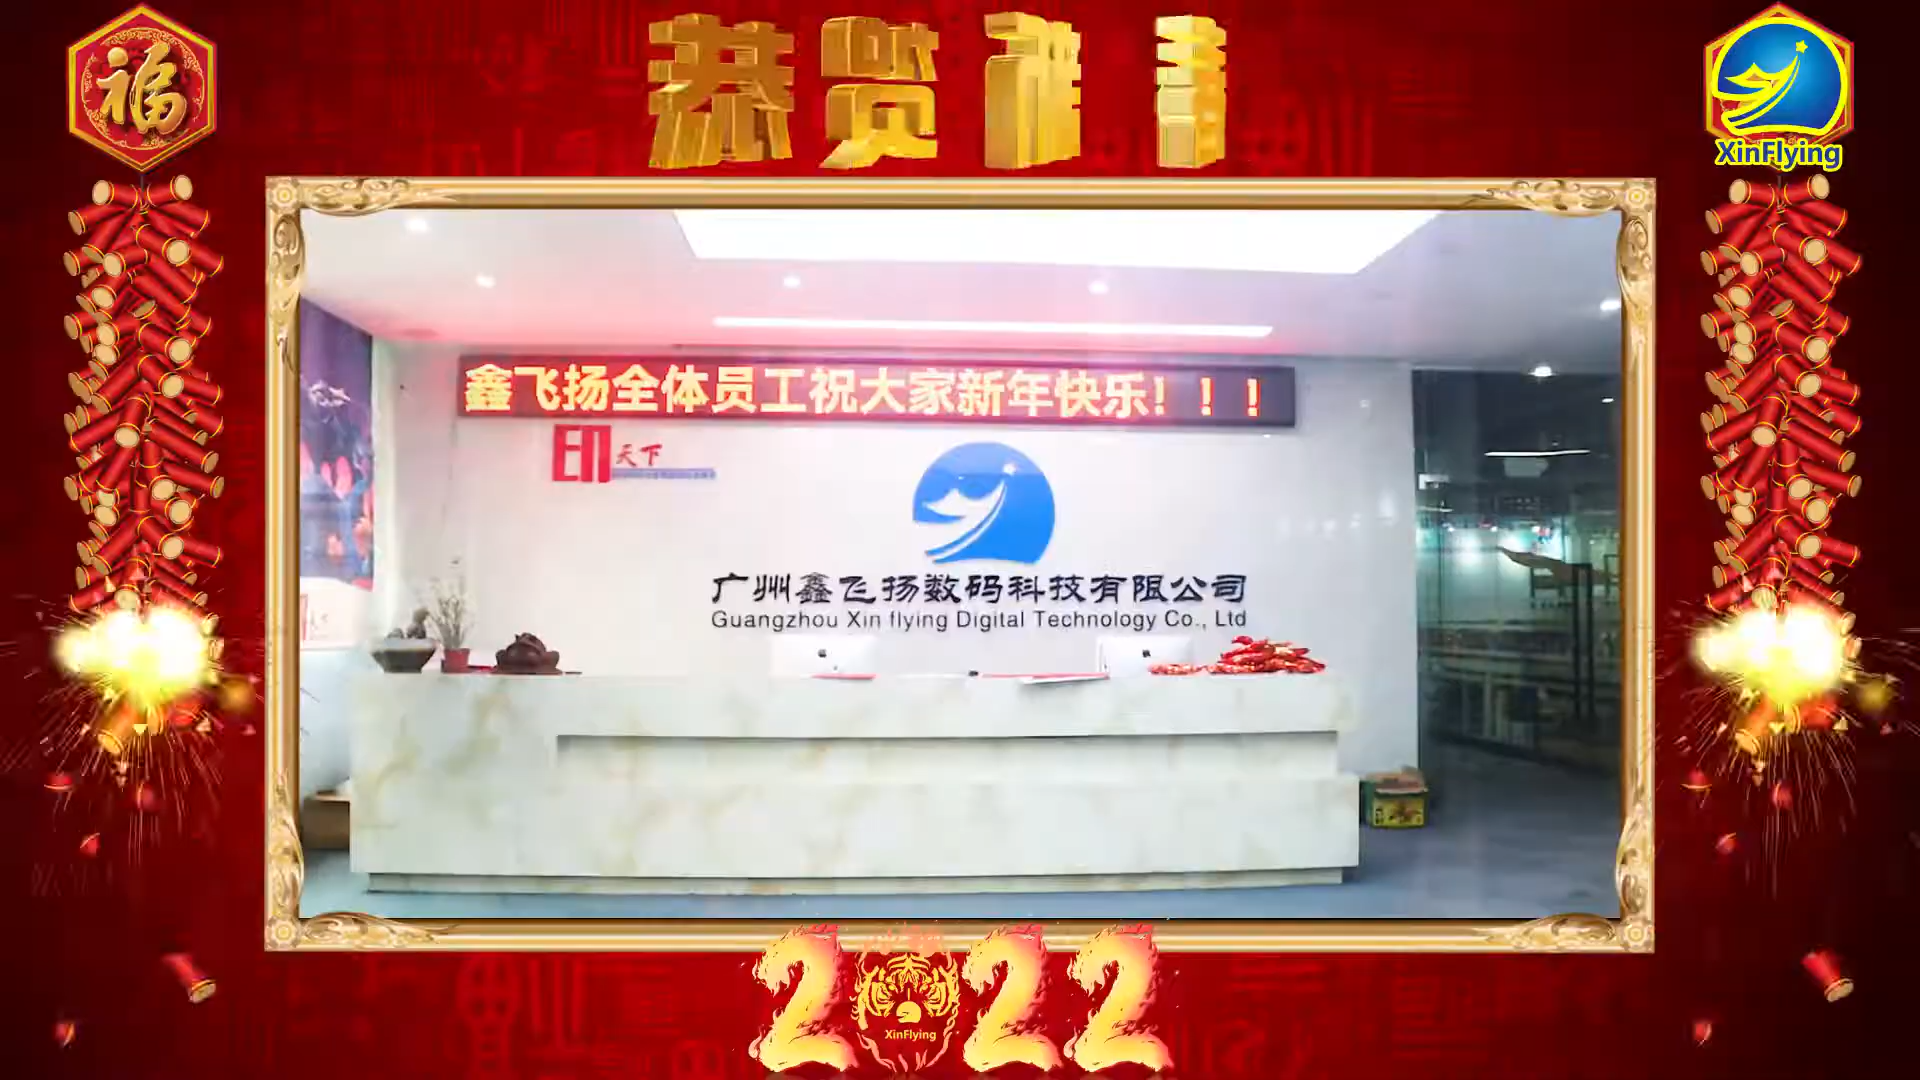 福
恭贺
XinFlying
鑫飞扬全体员工祝大家新年快乐!!!
印天下
广州鑫飞扬数码科技有限公司
Guangzhou Xin flying Digital Technology Co., Ltd
2022
XinFlying